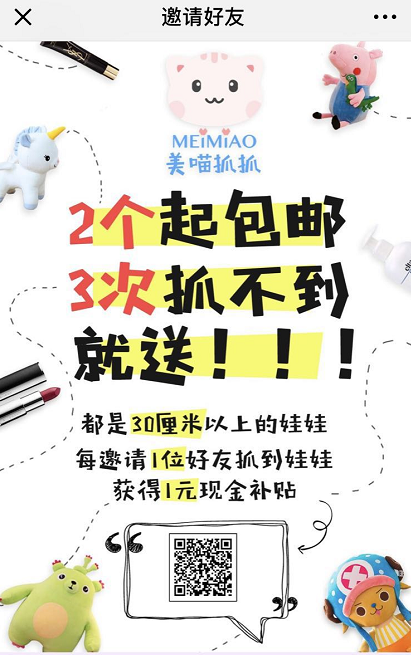 邀请好友
MEiMiAO
美喵抓抓
2个起包邮
3次抓不到
就送！！！
都是30厘米以上的娃娃
每邀请1位好友抓到娃娃
获得1元现金补贴